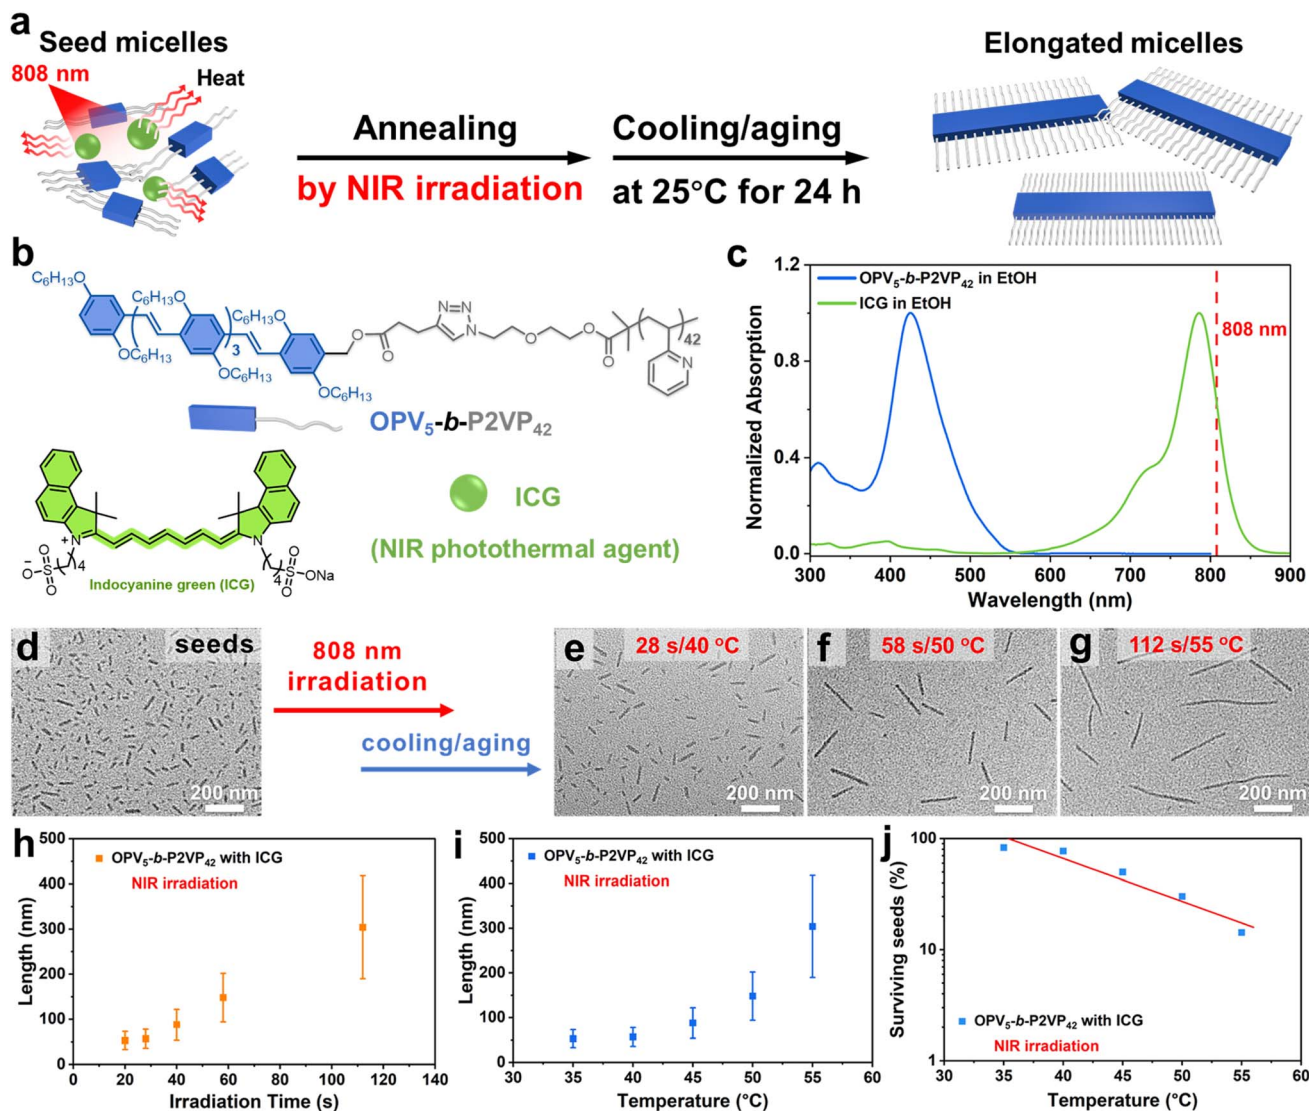 a
Seed micelles
808 nm
Heat
Annealing
by NIR irradiation
Cooling/aging
at 25°C for 24 h
Elongated micelles
b
C6H13O
C6H13O
C6H13O
C6H13O
OC6H13
OC6H13
OC6H13
OC6H13
3
O
O
N=N
N
O
O
O
42
N
OPV5-b-P2VP42
ICG
(NIR photothermal agent)
N
+
N
4
4
-O
S
O
O
O
S
ONa
O
Indocyanine green (ICG)
c
OPV5-b-P2VP42 in EtOH
ICG in EtOH
808 nm
Normalized Absorption
1.2
0.8
0.4
0.0
300 400 500 600 700 800 900
Wavelength (nm)
d
seeds
200 nm
808 nm
irradiation
cooling/aging
e
28 s/40 °C
200 nm
f
58 s/50 °C
200 nm
g
112 s/55 °C
200 nm
h
OPV5-b-P2VP42 with ICG
NIR irradiation
Length (nm)
500
400
300
200
100
0
0 20 40 60 80 100 120 140
Irradiation Time (s)
i
OPV5-b-P2VP42 with ICG
NIR irradiation
Length (nm)
500
400
300
200
100
0
30 35 40 45 50 55 60
Temperature (°C)
j
Surviving seeds (%)
100
10
1
OPV5-b-P2VP42 with ICG
NIR irradiation
30 35 40 45 50 55 60
Temperature (°C)